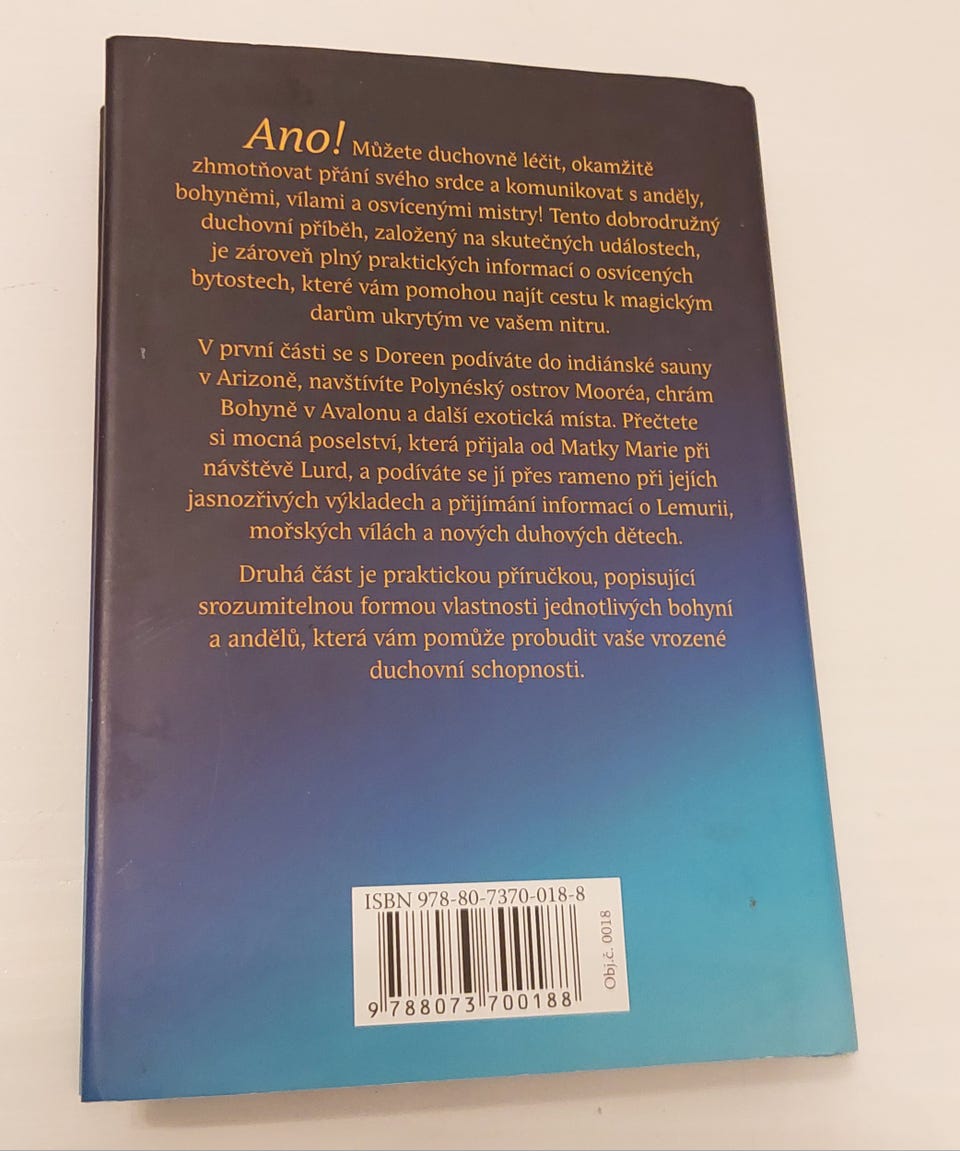 Ano! Můžete duchovně léčit, okamžitě
zhmotňovat přání svého srdce a komunikovat s anděly,
bohyněmi, vílami a osvícenými mistry! Tento dobrodružný
duchovní příběh, založený na skutečných událostech,
je zároveň plný praktických informací o osvícených
bytostech, které vám pomohou najít cestu k magickým
darům ukrytým ve vašem nitru.
V první části se s Doreen podíváte do indiánské sauny
v Arizoně, navštívíte Polynéský ostrov Mooréa, chrám
Bohyně v Avalonu a další exotická místa. Přečtete
si mocná poselství, která přijala od Matky Marie při
návštěvě Lurd, a podíváte se jí přes rameno při jejích
jasnozřivých výkladech a přijímání informací o Lemurii,
mořských vílách a nových duhových dětech.
Druhá část je praktickou příručkou, popisující
srozumitelnou formou vlastnosti jednotlivých bohyní
a andělů, která vám pomůže probudit vaše vrozené
duchovní schopnosti.
ISBN 978-80-7370-018-8
9 788073 700188
Obj.č. 0018